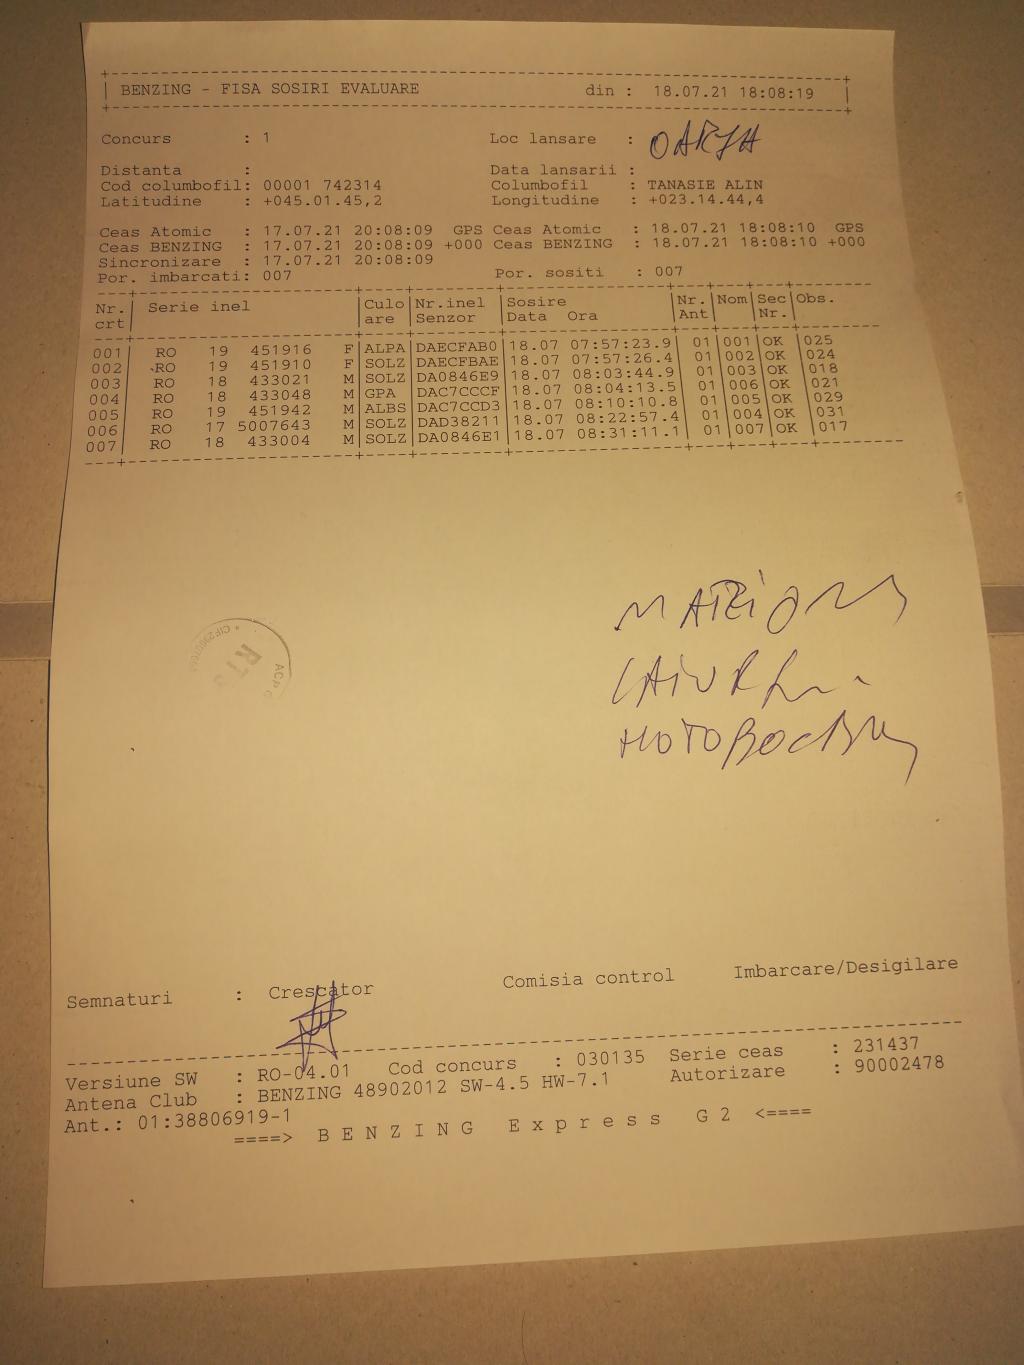 BENZING - FISA SOSIRI EVALUARE din : 18.07.21 18:08:19
Concurs : 1 Loc lansare : OARJA
Distanta : Data lansarii :
Cod columbofil: 00001 742314 Columbofil : TANASIE ALIN
Latitudine : +045.01.45,2 Longitudine : +023.14.44,4
Ceas Atomic : 17.07.21 20:08:09 GPS Ceas Atomic : 18.07.21 18:08:10 GPS
Ceas BENZING : 17.07.21 20:08:09 +000 Ceas BENZING : 18.07.21 18:08:10 +000
Sincronizare : 17.07.21 20:08:09
Por. imbarcati: 007 Por. sositi : 007
Nr. Serie inel Culo Nr.inel Sosire Nr. Nom Sec Obs.
crt are Senzor Data Ora Ant Nr.
001 RO 19 451916 F ALPA DAECFAB0 18.07 07:57:23.9 01 001 OK 025
002 RO 19 451910 F SOLZ DAECFBAE 18.07 07:57:26.4 01 002 OK 024
003 RO 18 433021 M SOLZ DA0846E9 18.07 08:03:44.9 01 003 OK 018
004 RO 18 433048 M GPA DAC7CCCF 18.07 08:04:13.5 01 006 OK 021
005 RO 19 451942 M ALBS DAC7CCD3 18.07 08:10:10.8 01 005 OK 029
006 RO 17 5007643 M SOLZ DAD38211 18.07 08:22:57.4 01 004 OK 031
007 RO 18 433004 M SOLZ DA0846E1 18.07 08:31:11.1 01 007 OK 017
ACP
Semnaturi : Crescator Comisia control Imbarcare/Desigilare
Versiune SW : RO-04.01 Cod concurs : 030135 Serie ceas : 231437
Antena Club : BENZING 48902012 SW-4.5 HW-7.1 Autorizare : 90002478
Ant.: 01:38806919-1
====> BENZING Express G2 <====